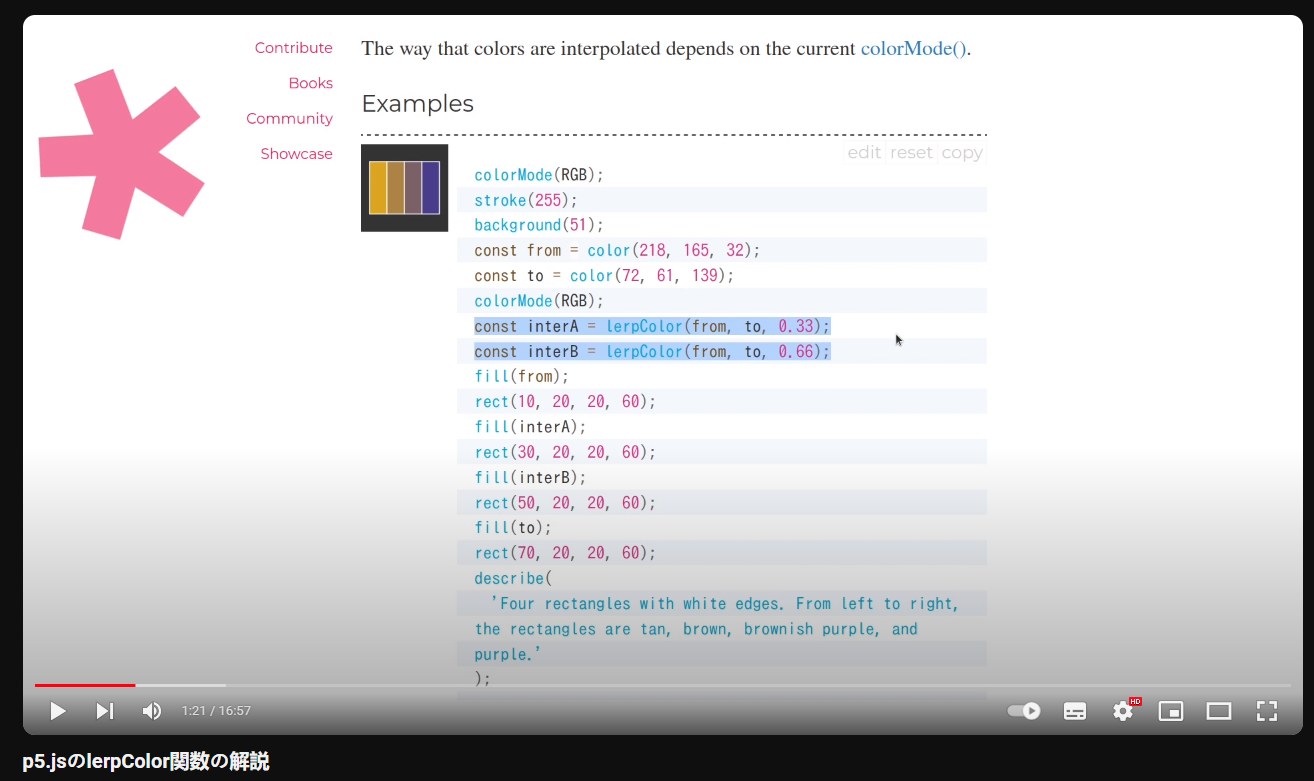 Contribute
Books
Community
Showcase
The way that colors are interpolated depends on the current colorMode().
Examples
edit reset copy
colorMode(RGB);
stroke(255);
background(51);
const from = color(218, 165, 32);
const to = color(72, 61, 139);
colorMode(RGB);
const interA = lerpColor(from, to, 0.33);
const interB = lerpColor(from, to, 0.66);
fill(from);
rect(10, 20, 20, 60);
fill(interA);
rect(30, 20, 20, 60);
fill(interB);
rect(50, 20, 20, 60);
fill(to);
rect(70, 20, 20, 60);
describe(
'Four rectangles with white edges. From left to right,
the rectangles are tan, brown, brownish purple, and
purple.'
);
1:21 / 16:57
HD
p5.jsのlerpColor関数の解説